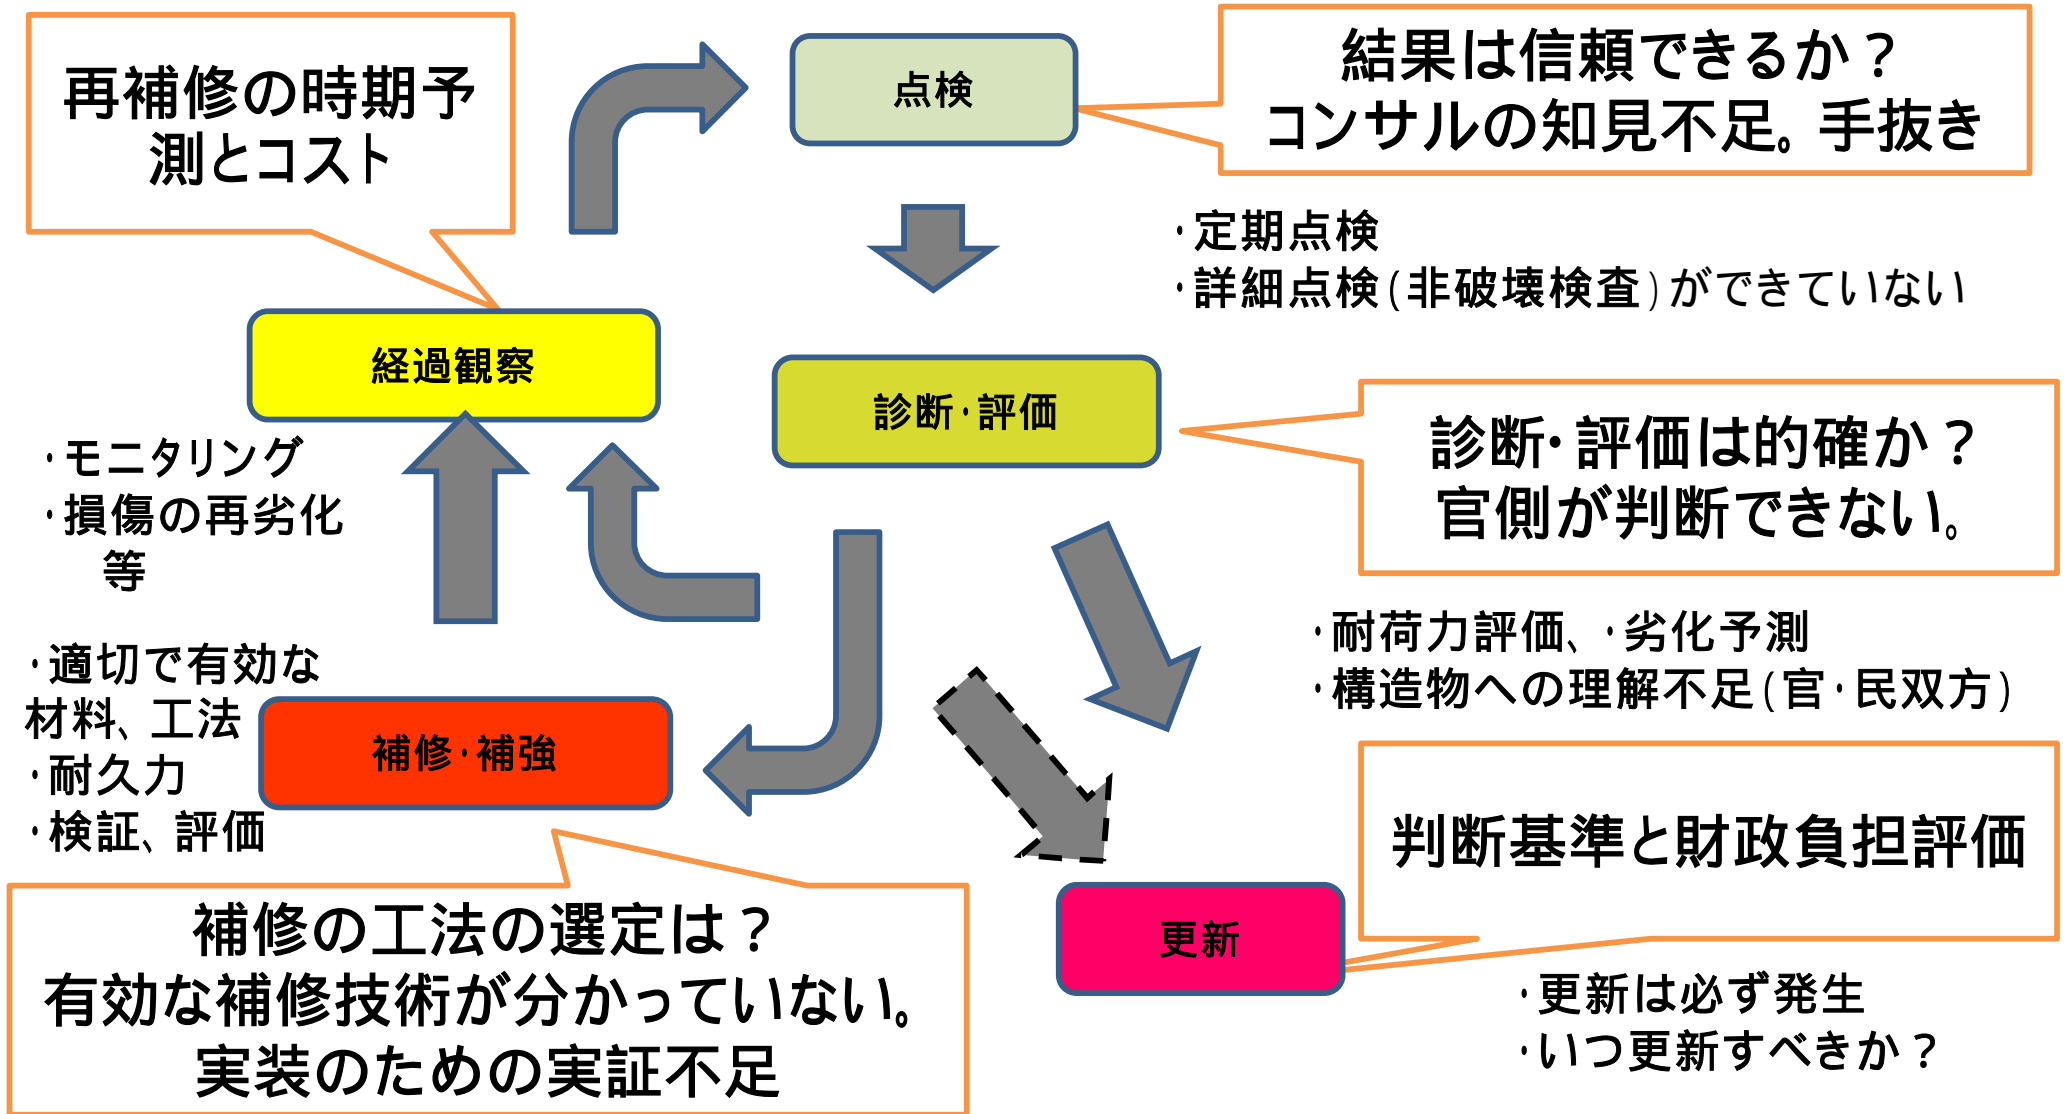 再補修の時期予
測とコスト
点検
結果は信頼できるか？
コンサルの知見不足。手抜き
・定期点検
・詳細点検(非破壊検査)ができていない
経過観察
・モニタリング
・損傷の再劣化
等
診断・評価
診断・評価は的確か？
官側が判断できない。
・耐荷力評価、・劣化予測
・構造物への理解不足(官・民双方)
・適切で有効な
材料、工法
・耐久力
・検証、評価
補修・補強
補修の工法の選定は？
有効な補修技術が分かっていない。
実装のための実証不足
判断基準と財政負担評価
更新
・更新は必ず発生
・いつ更新すべきか？